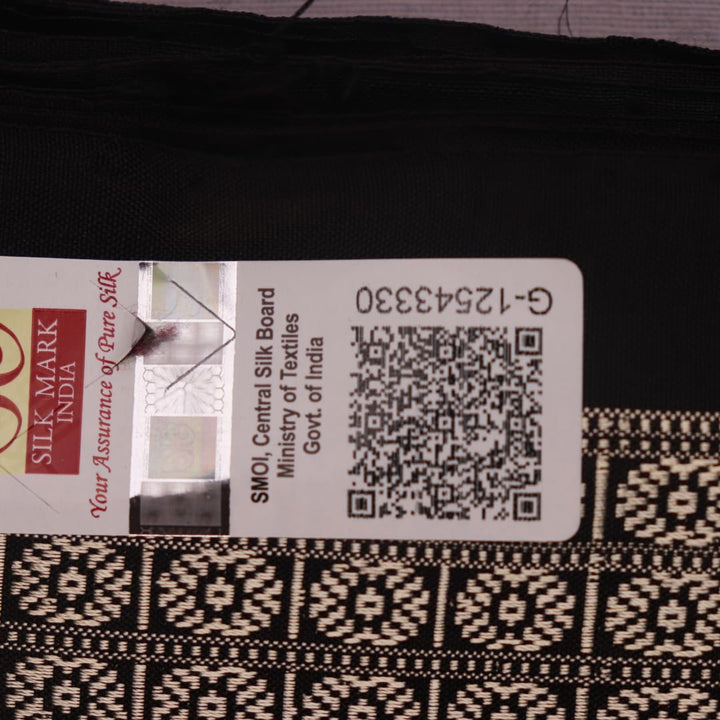 SILK MARK
INDIA
Your Assurance of Pure Silk
SMOI, Central Silk Board
Ministry of Textiles
Govt. of India
G-12543330